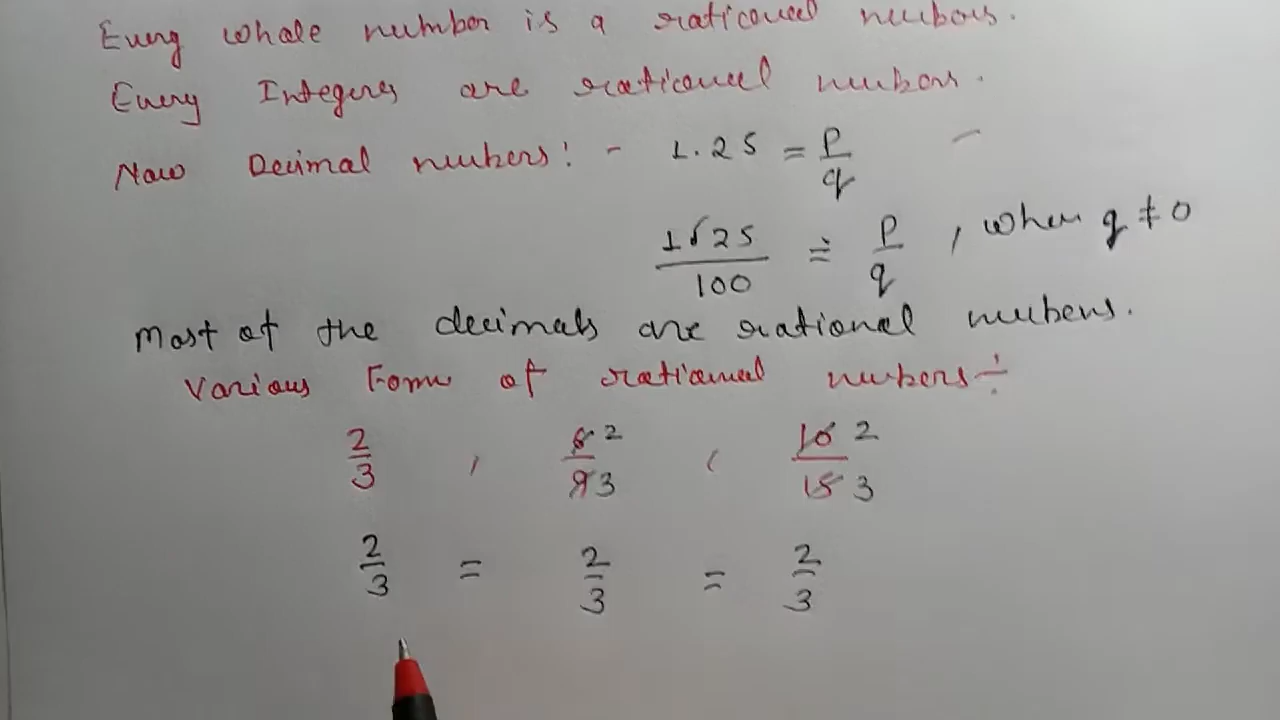 Every whole number is a rational numbers.
Every Integers are rational numbers.
Now Decimal numbers: - 1.25 = P/q
125/100 = P/q , when q ≠ 0
Most of the decimals are rational numbers.
Various Form of rational numbers ÷
2/3 , 6/9 2/3 , 10/15 2/3
2/3 = 2/3 = 2/3